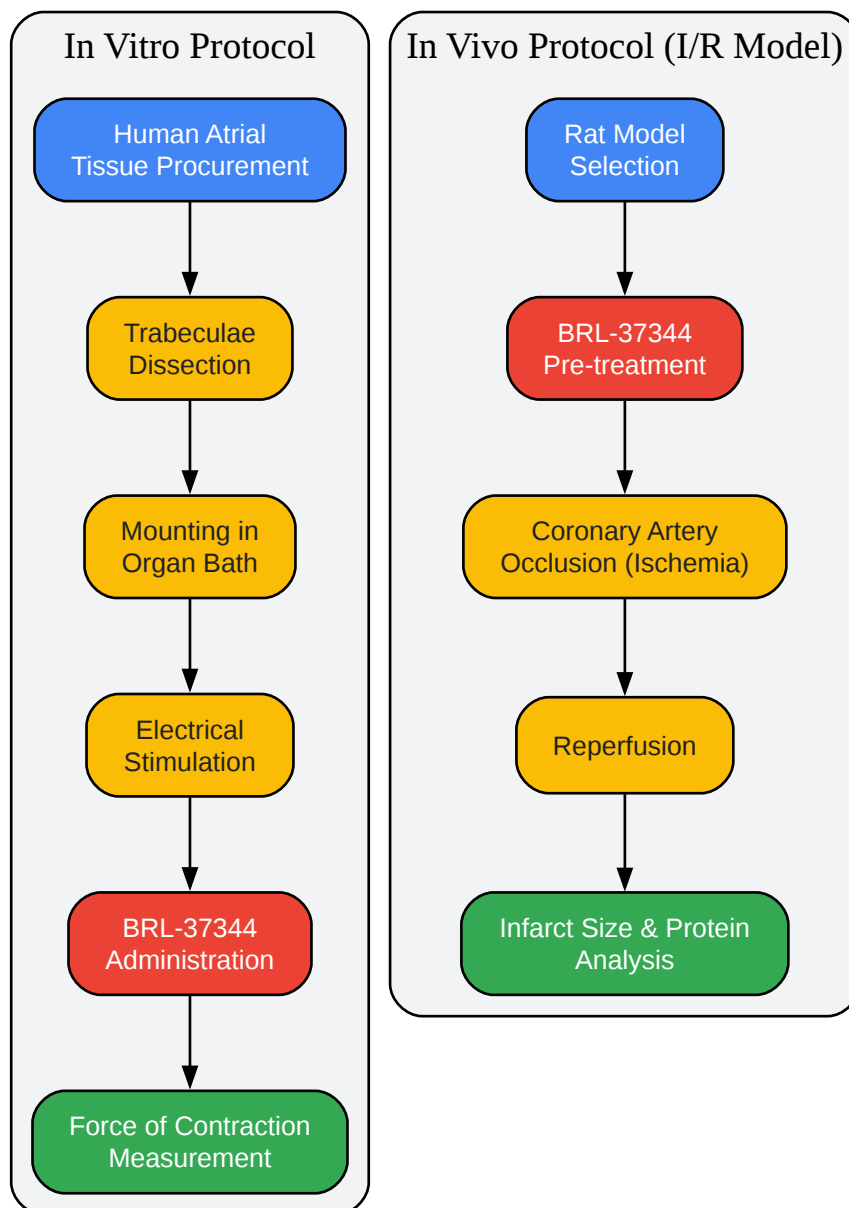 In Vitro Protocol
Human Atrial
Tissue Procurement
Trabeculae
Dissection
Mounting in
Organ Bath
Electrical
Stimulation
BRL-37344
Administration
Force of Contraction
Measurement
In Vivo Protocol (I/R Model)
Rat Model
Selection
BRL-37344
Pre-treatment
Coronary Artery
Occlusion (Ischemia)
Reperfusion
Infarct Size & Protein
Analysis